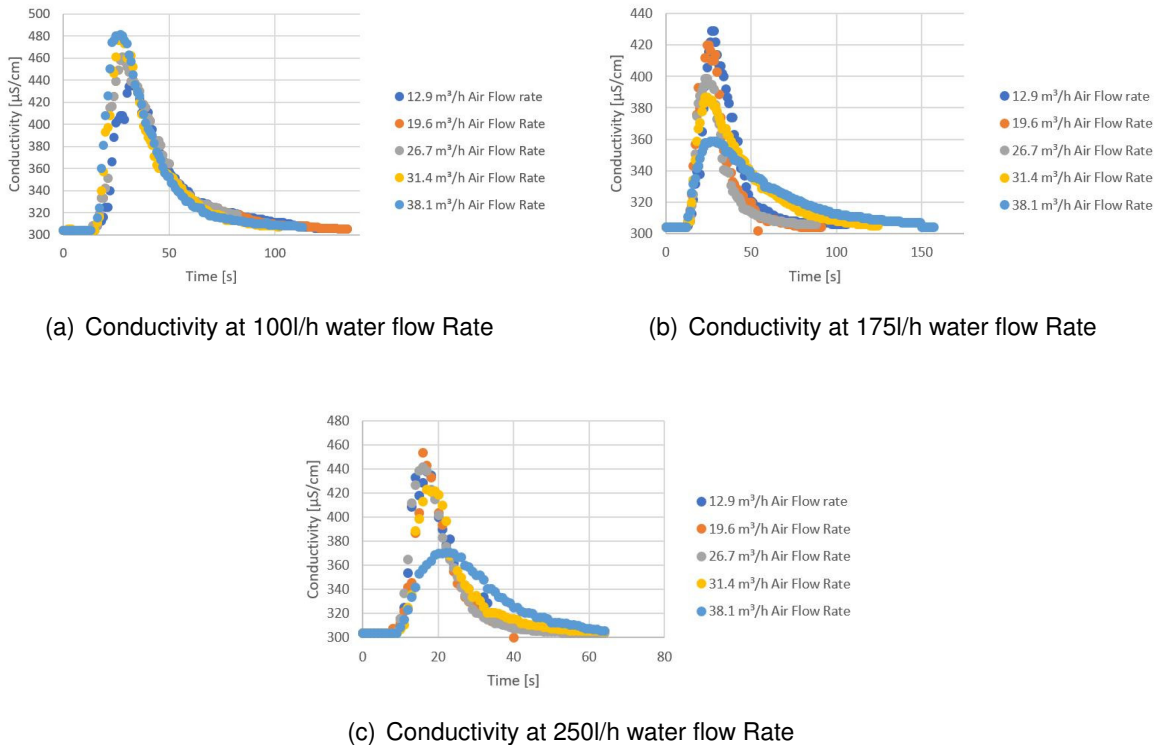 500
480
460
440
420
400
380
360
340
320
300
Conductivity [µS/cm]
0 50 100
Time [s]
12.9 m³/h Air Flow rate
19.6 m³/h Air Flow Rate
26.7 m³/h Air Flow Rate
31.4 m³/h Air Flow Rate
38.1 m³/h Air Flow Rate
(a) Conductivity at 100l/h water flow Rate
440
420
400
380
360
340
320
300
Conductivity [µS/cm]
0 50 100 150
Time [s]
12.9 m³/h Air Flow rate
19.6 m³/h Air Flow Rate
26.7 m³/h Air Flow Rate
31.4 m³/h Air Flow Rate
38.1 m³/h Air Flow Rate
(b) Conductivity at 175l/h water flow Rate
480
460
440
420
400
380
360
340
320
300
Conductivity [µS/cm]
0 20 40 60 80
Time [s]
12.9 m³/h Air Flow rate
19.6 m³/h Air Flow Rate
26.7 m³/h Air Flow Rate
31.4 m³/h Air Flow Rate
38.1 m³/h Air Flow Rate
(c) Conductivity at 250l/h water flow Rate